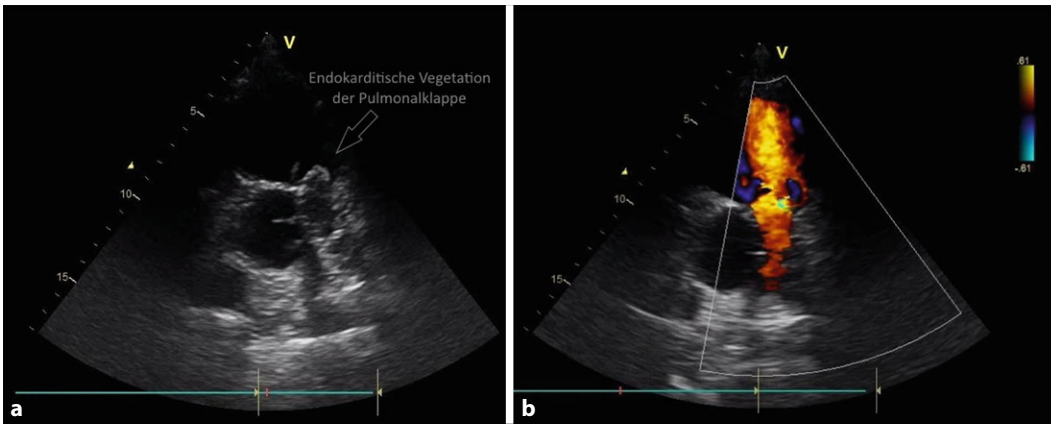 V
Endokarditische Vegetation
der Pulmonalklappe
5
10
15
a
V
.61
-.61
5
10
15
b